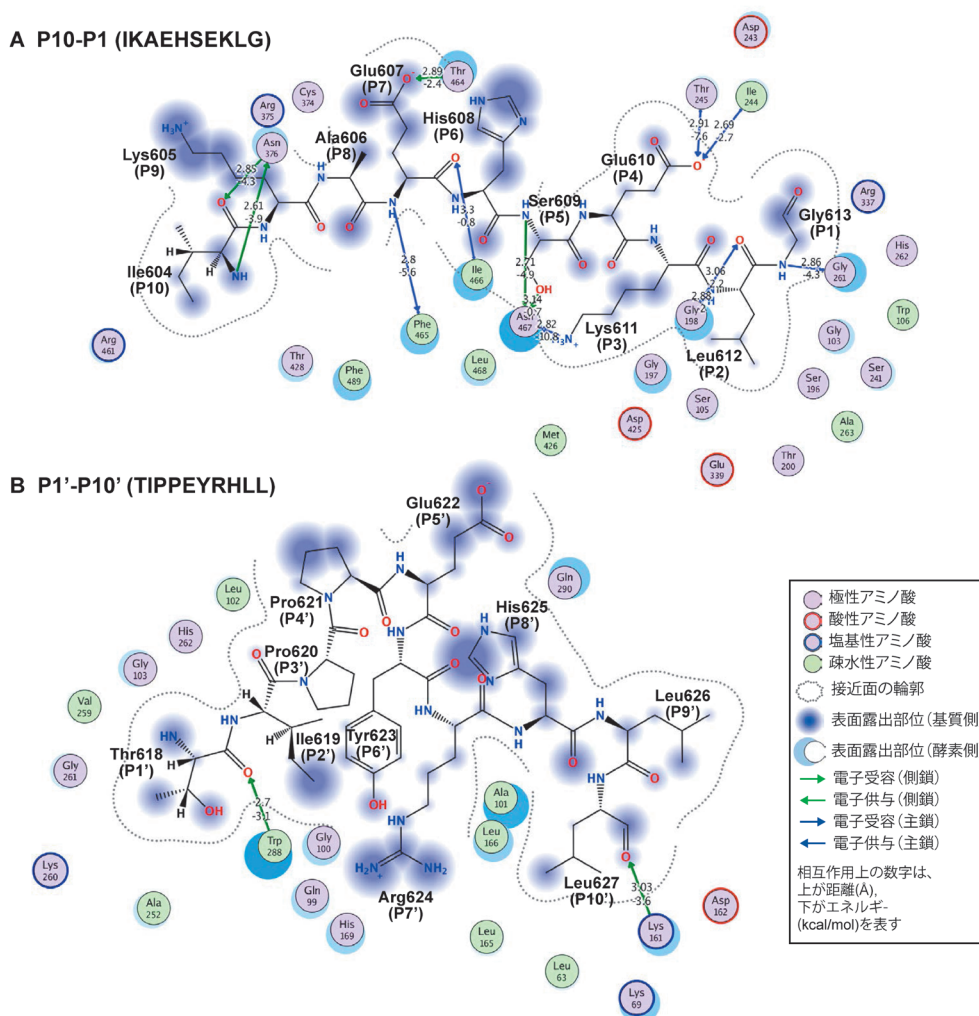 A P10-P1 (IKAEHSEKLG)
Asp
243
Glu607
(P7)
2.89
-2.4
Thr
464
Cys
374
Arg
375
Thr
245
Ile
244
H₃N⁺
Asn
376
Ala606
(P8)
His608
(P6)
2.91
-7.6
2.69
-2.7
Lys605
(P9)
2.85
-4.3
Glu610
(P4)
2.61
-3.9
Ser609
(P5)
3.3
-0.8
Gly613
(P1)
Arg
337
Ile604
(P10)
2.8
-5.6
Ile
466
2.71
-4.9
OH
3.06
2.86
-4.3
Gly
261
His
262
3.14
-0.7
2.88
Gly
198
Arg
461
Phe
465
467
2.82
-10.8
Lys611
(P3)
Leu612
(P2)
Trp
106
Thr
428
Phe
489
Leu
468
Gly
197
Gly
103
Ser
105
Ser
196
Ser
241
Asp
425
Met
426
Ala
263
Glu
339
Thr
200
B P1’-P10’ (TIPPEYRHLL)
Glu622
(P5’)
Gln
290
Leu
102
Pro621
(P4’)
His625
(P8’)
His
262
Pro620
(P3’)
Gly
103
Val
259
Ile619
(P2’)
Tyr623
(P6’)
Leu626
(P9’)
Thr618
(P1’)
Gly
261
OH
2.7
-3.1
OH
Ala
101
Trp
288
Gly
100
Leu
166
Lys
260
Arg624
(P7’)
Leu627
(P10’)
3.03
-3.6
Gln
99
Ala
252
His
169
Asp
162
Leu
165
Lys
161
Leu
63
Lys
69
極性アミノ酸
酸性アミノ酸
塩基性アミノ酸
疎水性アミノ酸
接近面の輪郭
表面露出部位(基質側
表面露出部位(酵素側
電子受容(側鎖)
電子供与(側鎖)
電子受容(主鎖)
電子供与(主鎖)
相互作用上の数字は、
上が距離(Å),
下がエネルギ-
(kcal/mol)を表す